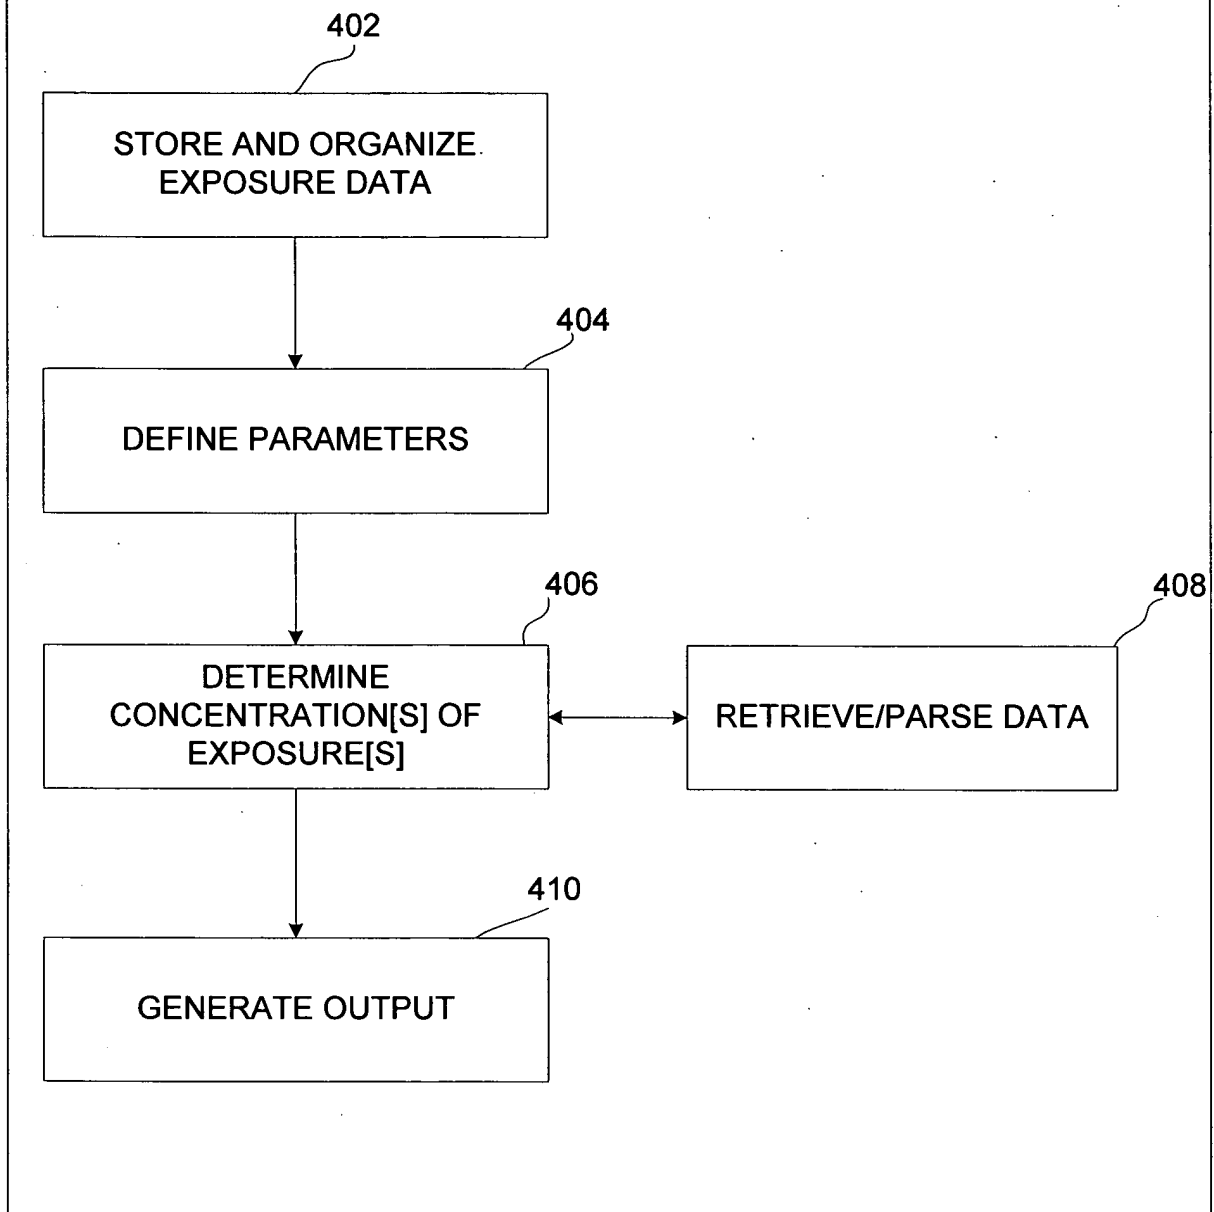 402
STORE AND ORGANIZE
EXPOSURE DATA
404
DEFINE PARAMETERS
406
DETERMINE
CONCENTRATION[S] OF
EXPOSURE[S]
408
RETRIEVE/PARSE DATA
410
GENERATE OUTPUT